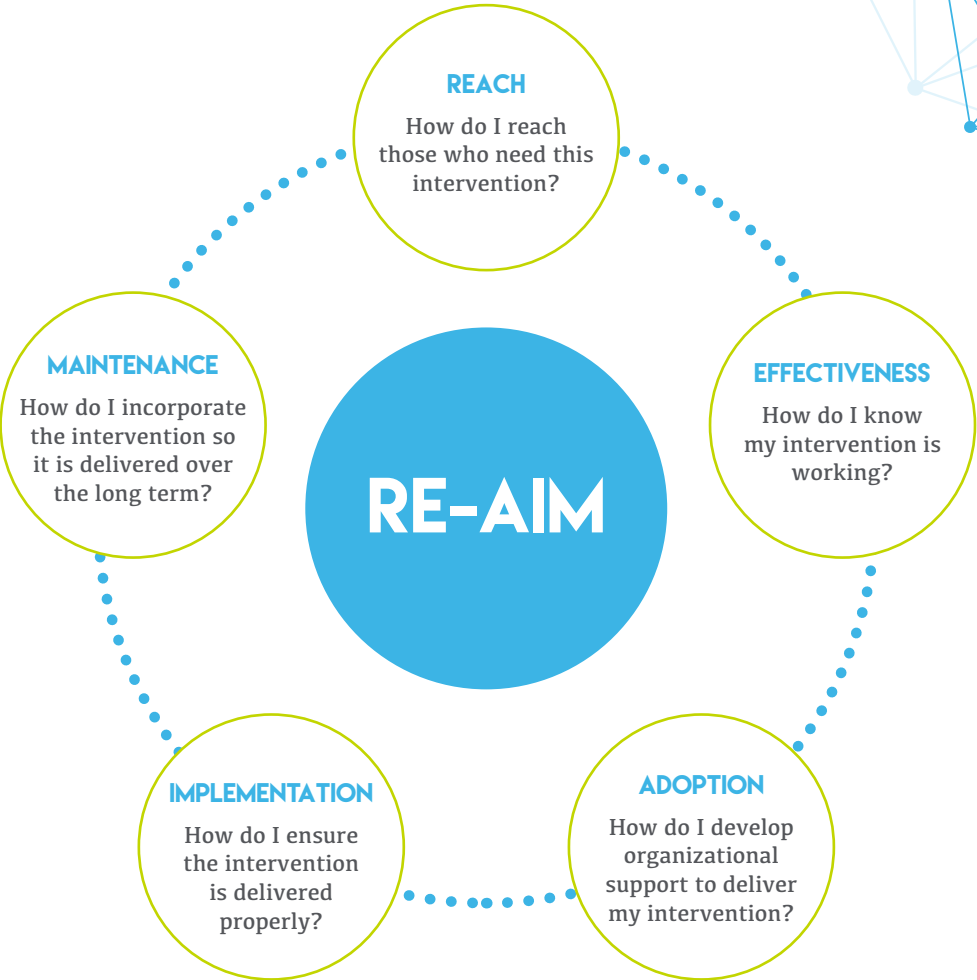 REACH
How do I reach
those who need this
intervention?
EFFECTIVENESS
How do I know
my intervention is
working?
ADOPTION
How do I develop
organizational
support to deliver
my intervention?
IMPLEMENTATION
How do I ensure
the intervention
is delivered
properly?
MAINTENANCE
How do I incorporate
the intervention so
it is delivered over
the long term?
RE-AIM